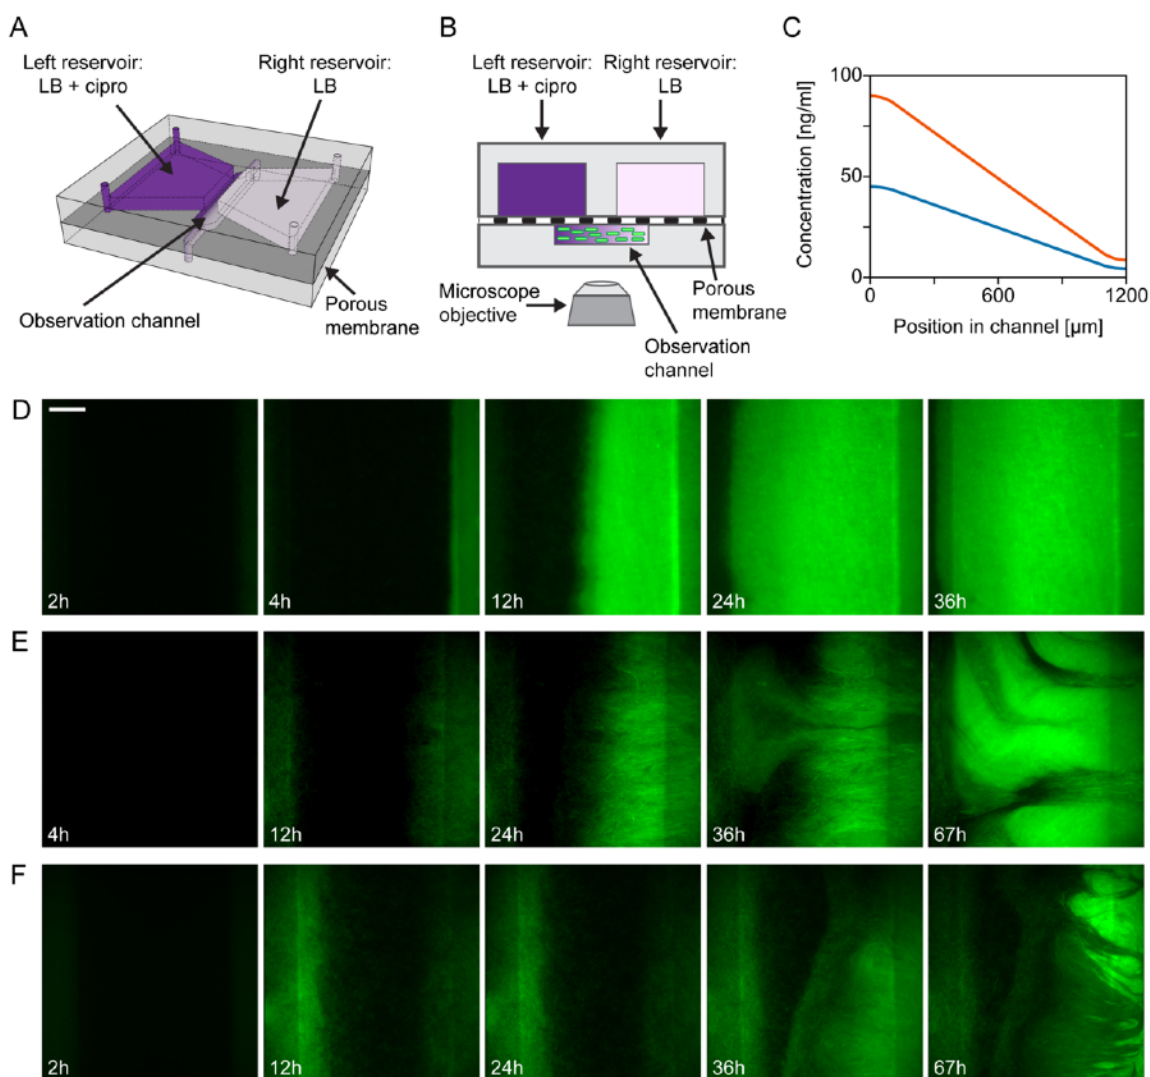 A
Left reservoir:
LB + cipro
Right reservoir:
LB
Observation channel
Porous
membrane
B
Left reservoir:
LB + cipro
Right reservoir:
LB
Microscope
objective
Porous
membrane
Observation
channel
C
Concentration [ng/ml]
100
50
0
0
600
1200
Position in channel [µm]
D
2h
4h
12h
24h
36h
E
4h
12h
24h
36h
67h
F
2h
12h
24h
36h
67h